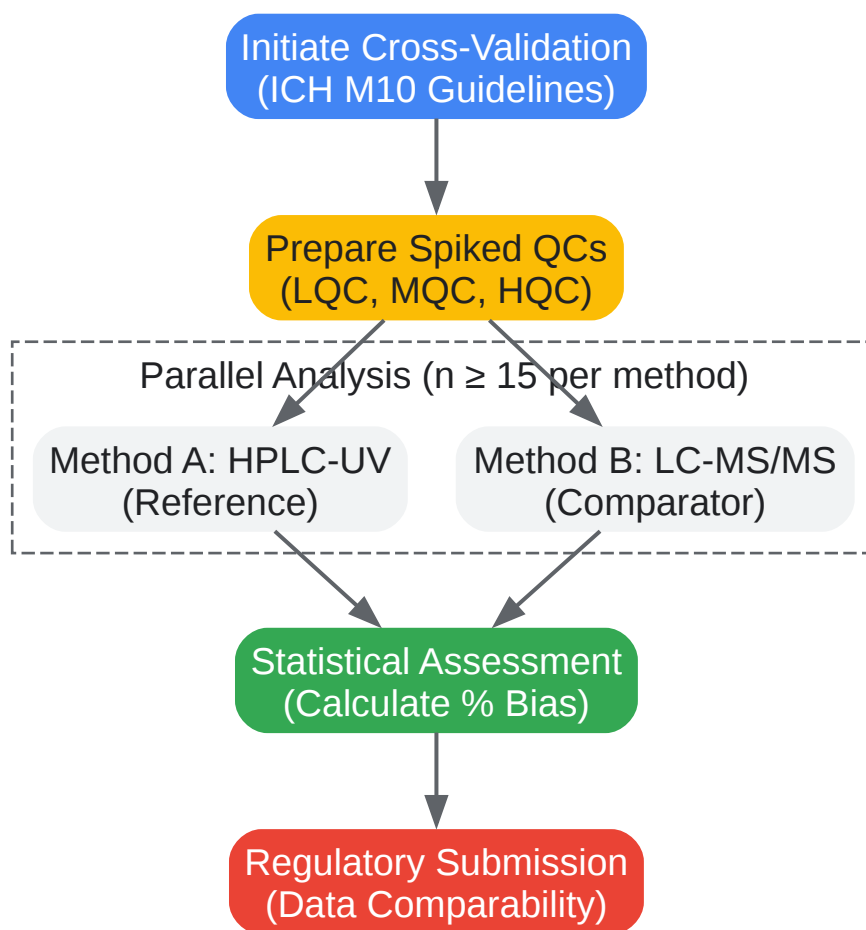 Initiate Cross-Validation
(ICH M10 Guidelines)
Prepare Spiked QCs
(LQC, MQC, HQC)
Parallel Analysis (n ≥ 15 per method)
Method A: HPLC-UV
(Reference)
Method B: LC-MS/MS
(Comparator)
Statistical Assessment
(Calculate % Bias)
Regulatory Submission
(Data Comparability)